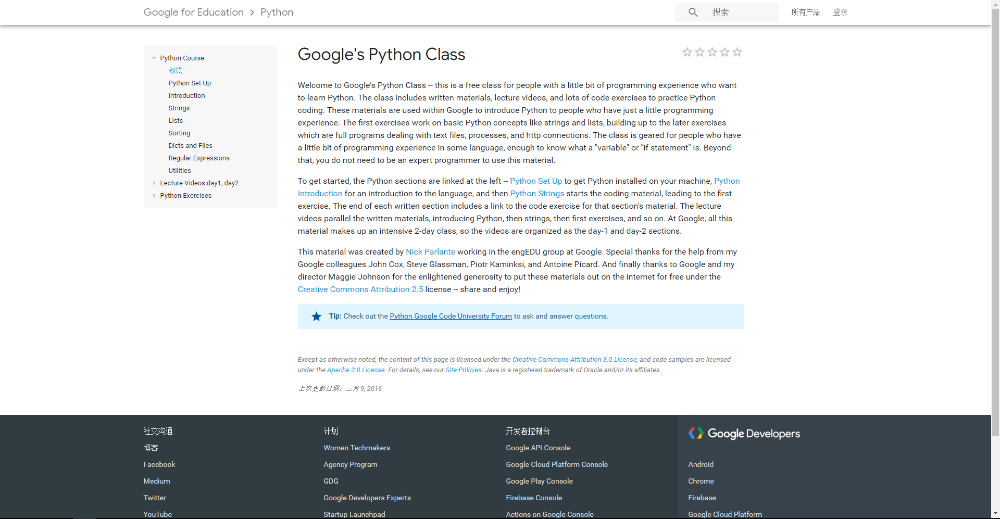 Google for Education > Python
搜索
所有产品
登录
Python Course
概览
Python Set Up
Introduction
Strings
Lists
Sorting
Dicts and Files
Regular Expressions
Utilities
Lecture Videos day1, day2
Python Exercises
Google's Python Class
Welcome to Google's Python Class -- this is a free class for people with a little bit of programming experience who want
to learn Python. The class includes written materials, lecture videos, and lots of code exercises to practice Python
coding. These materials are used within Google to introduce Python to people who have just a little programming
experience. The first exercises work on basic Python concepts like strings and lists, building up to the later exercises
which are full programs dealing with text files, processes, and http connections. The class is geared for people who have
a little bit of programming experience in some language, enough to know what a "variable" or "if statement" is. Beyond
that, you do not need to be an expert programmer to use this material.
To get started, the Python sections are linked at the left -- Python Set Up to get Python installed on your machine, Python
Introduction for an introduction to the language, and then Python Strings starts the coding material, leading to the first
exercise. The end of each written section includes a link to the code exercise for that section's material. The lecture
videos parallel the written materials, introducing Python, then strings, then first exercises, and so on. At Google, all this
material makes up an intensive 2-day class, so the videos are organized as the day-1 and day-2 sections.
This material was created by Nick Parlante working in the engEDU group at Google. Special thanks for the help from my
Google colleagues John Cox, Steve Glassman, Piotr Kaminksi, and Antoine Picard. And finally thanks to Google and my
director Maggie Johnson for the enlightened generosity to put these materials out on the internet for free under the
Creative Commons Attribution 2.5 license -- share and enjoy!
Tip: Check out the Python Google Code University Forum to ask and answer questions.
Except as otherwise noted, the content of this page is licensed under the Creative Commons Attribution 3.0 License, and code samples are licensed
under the Apache 2.0 License. For details, see our Site Policies. Java is a registered trademark of Oracle and/or its affiliates.
上次更新日期：三月 9, 2016
社交沟通
博客
Facebook
Medium
Twitter
YouTube
计划
Women Techmakers
Agency Program
GDG
Google Developers Experts
Startup Launchpad
开发者控制台
Google API Console
Google Cloud Platform Console
Google Play Console
Firebase Console
Actions on Google Console
Google Developers
Android
Chrome
Firebase
Google Cloud Platform